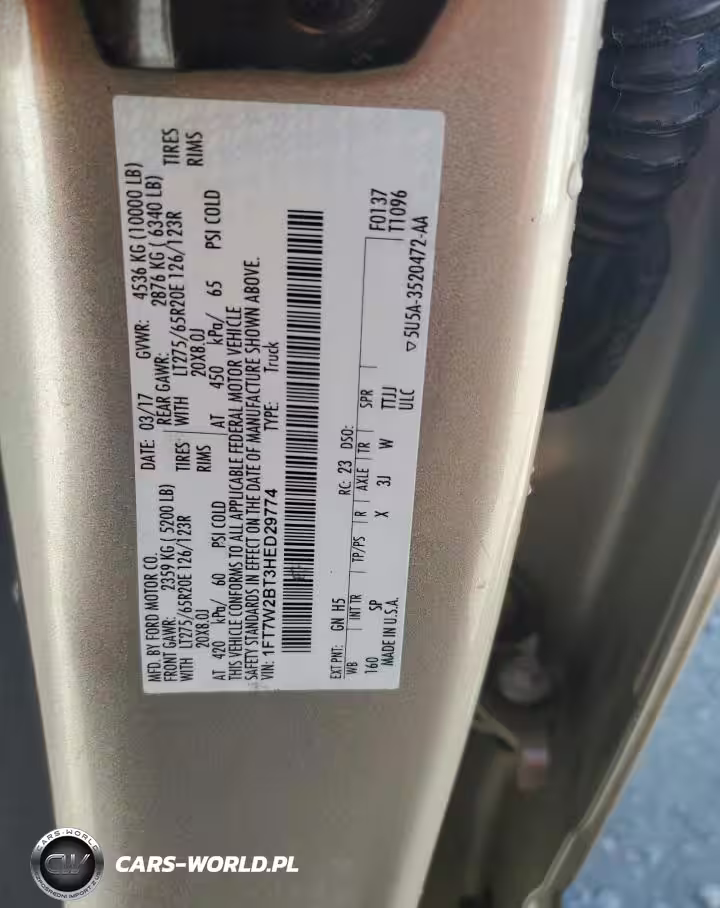 MFD. BY FORD MOTOR CO. DATE: 03/17 GVWR: 4536 KG (10000 LB)
FRONT GAWR: 2359 KG ( 5200 LB) REAR GAWR: 2876 KG ( 6340 LB)
WITH LT275/65R20E 126/123R TIRES WITH LT275/65R20E 126/123R TIRES
20X8.0J RIMS 20X8.0J RIMS
AT 420 kPa/ 60 PSI COLD AT 450 kPa/ 65 PSI COLD
THIS VEHICLE CONFORMS TO ALL APPLICABLE FEDERAL MOTOR VEHICLE
SAFETY STANDARDS IN EFFECT ON THE DATE OF MANUFACTURE SHOWN ABOVE.
VIN: 1FT7W2BT3HED29774 TYPE: Truck
EXT PNT: GN H5 RC: 23 DSO: F0137
WB INT TR TP/PS R AXLE TR SPR T1096
160 SP X 3J W TTJJ
MADE IN U.S.A. ULC ▽ 5U5A-3520472-AA
CARS-WORLD
CW
CARS-WORLD.PL